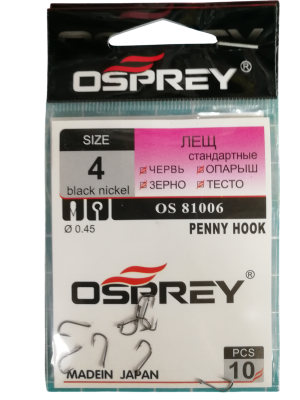 OSPREY®
SIZE
4
black nickel
ЛЕЩ
стандартные
ЧЕРВЬ ОПАРЫШ
ЗЕРНО ТЕСТО
Ø 0.45
OS 81006
PENNY HOOK
OSPREY®
MADEIN JAPAN
PCS
10